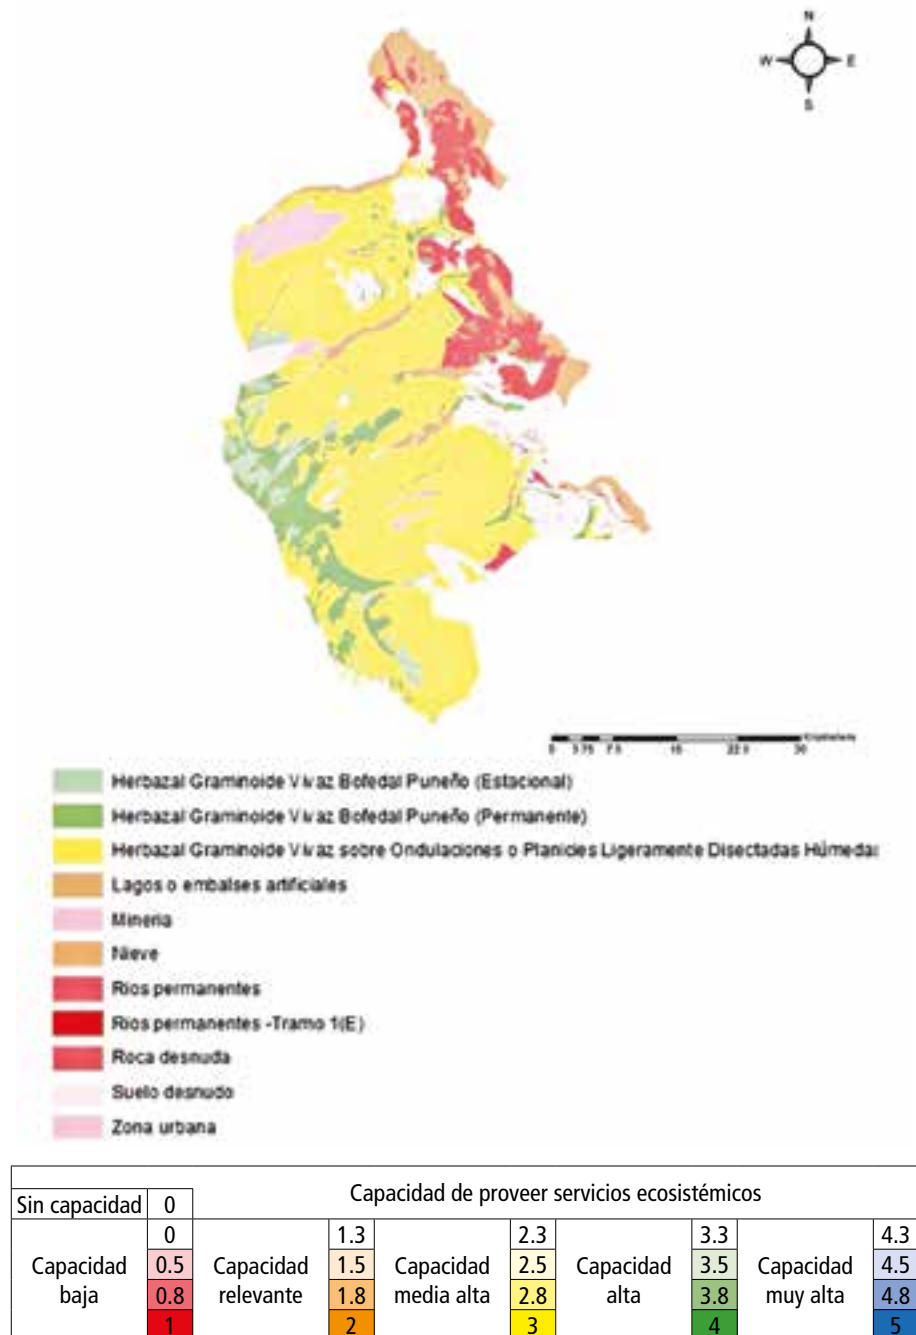 N
W E
S
0 3.75 7.5 15 22.5 30
Herbazal Graminoide Vivaz Bofedal Puneño (Estacional)
Herbazal Graminoide Vivaz Bofedal Puneño (Permanente)
Herbazal Graminoide Vivaz sobre Ondulaciones o Planicies Ligeramente Disectadas Húmedas
Lagos o embalses artificiales
Mineria
Nieve
Rios permanentes
Rios permanentes -Tramo 1(E)
Roca desnuda
Suelo desnudo
Zona urbana
Capacidad de proveer servicios ecosistémicos
Sin capacidad 0
0 1.3 2.3 3.3 4.3
Capacidad 0.5 Capacidad 1.5 Capacidad 2.5 Capacidad 3.5 Capacidad 4.5
baja 0.8 relevante 1.8 media alta 2.8 alta 3.8 muy alta 4.8
1 2 3 4 5